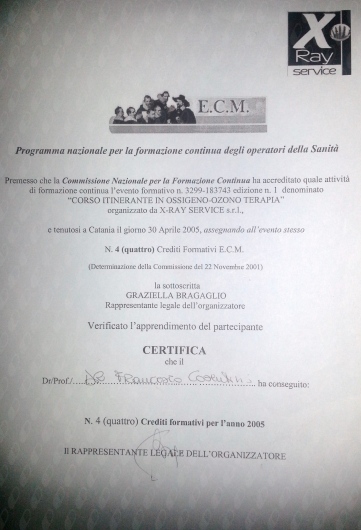 X
Ray
service
E.C.M.
Programma nazionale per la formazione continua degli operatori della Sanità
Premesso che la Commissione Nazionale per la Formazione Continua ha accreditato quale attività
di formazione continua l'evento formativo n. 3299-183743 edizione n. 1 denominato
"CORSO ITINERANTE IN OSSIGENO-OZONO TERAPIA"
organizzato da X-RAY SERVICE s.r.l.,
e tenutosi a Catania il giorno 30 Aprile 2005, assegnando all'evento stesso
N. 4 (quattro) Crediti Formativi E.C.M.
(Determinazione della Commissione del 22 Novembre 2001)
la sottoscritta
GRAZIELLA BRAGAGLIO
Rappresentante legale dell'organizzatore
Verificato l'apprendimento del partecipante
CERTIFICA
che il
Dr/Prof/.... Francesco ha conseguito:
N. 4 (quattro) Crediti formativi per l'anno 2005
Il RAPPRESENTANTE LEGALE DELL'ORGANIZZATORE